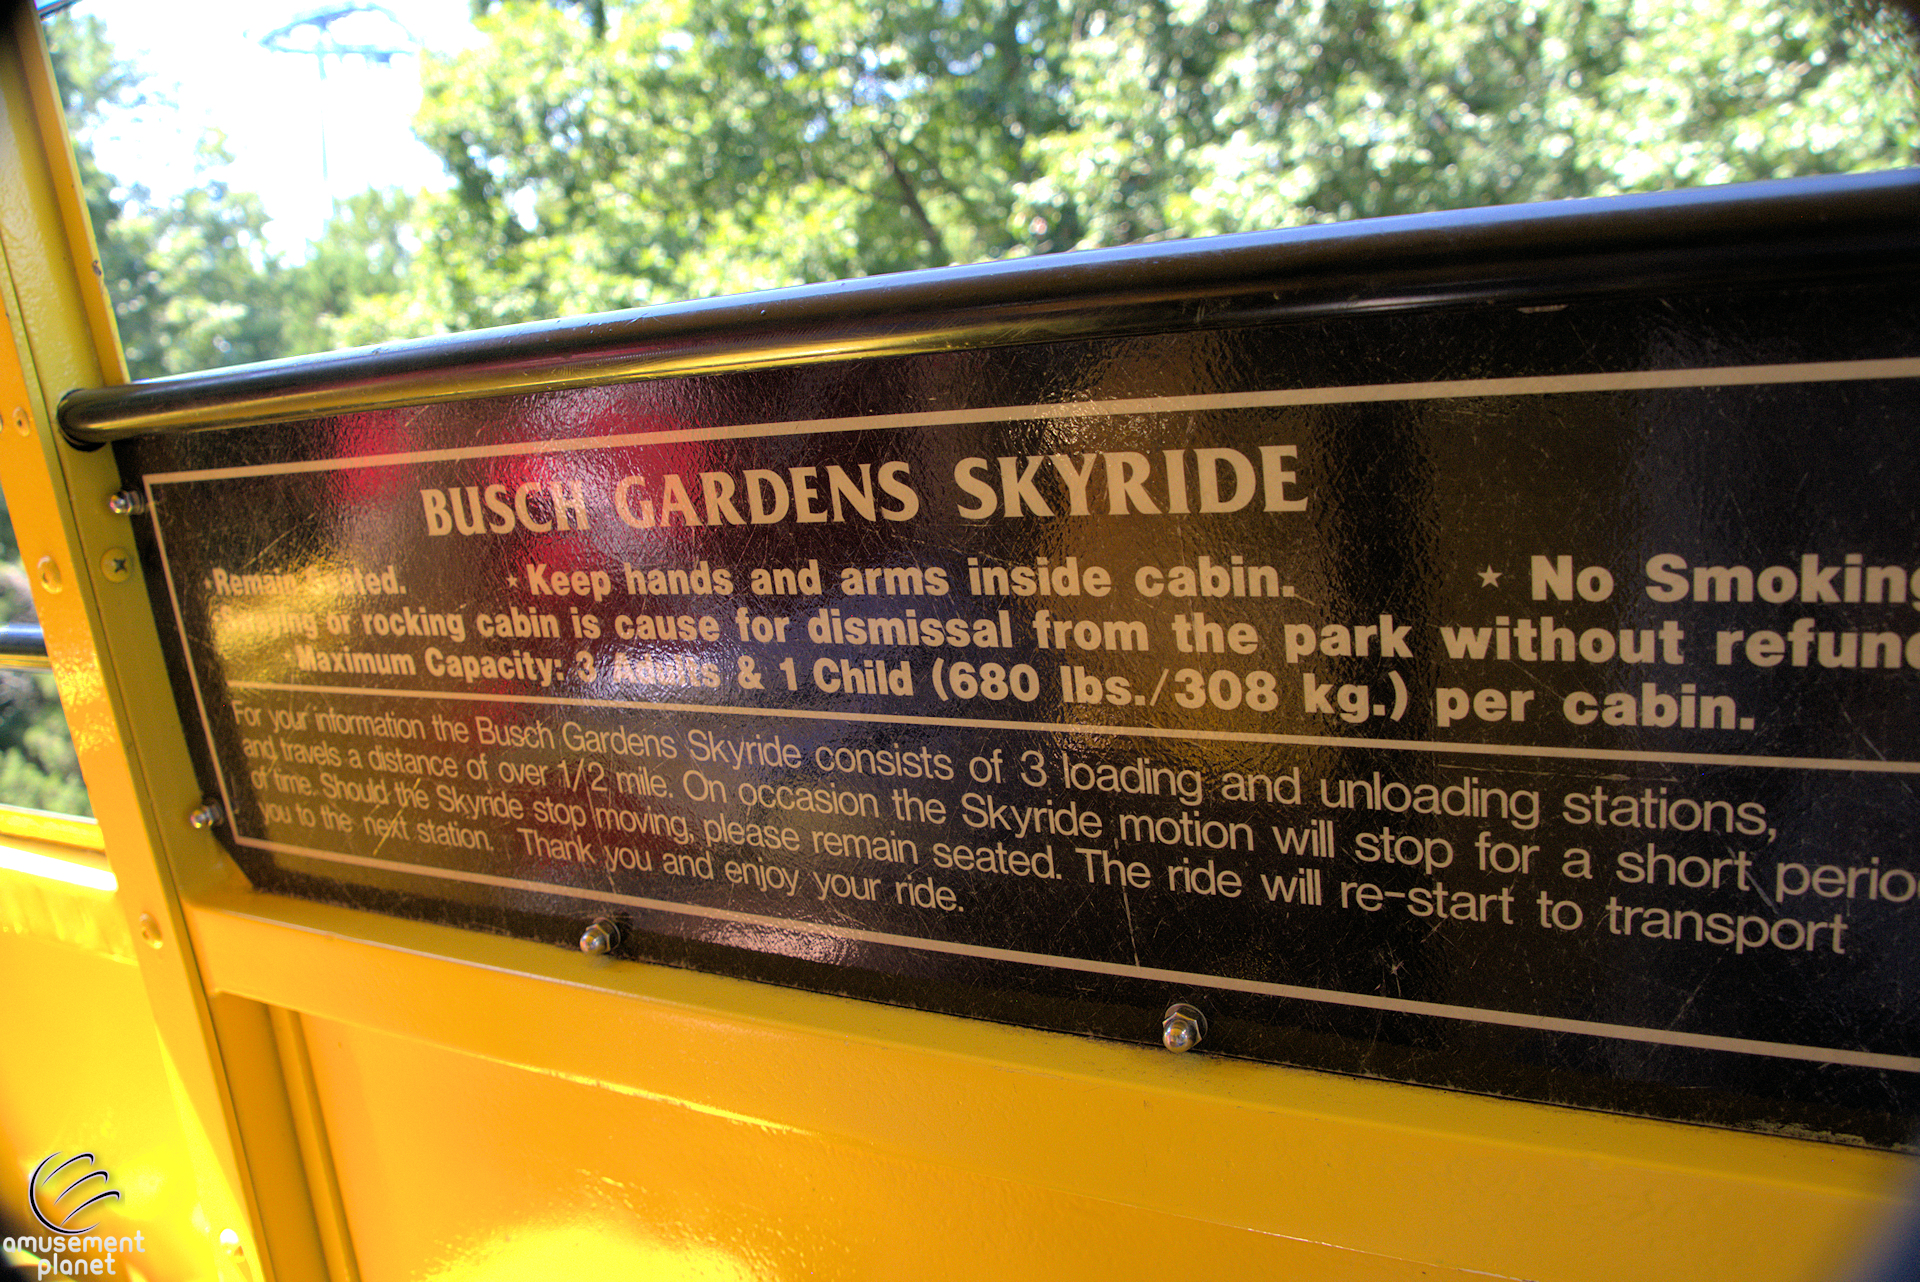 BUSCH GARDENS SKYRIDE
★Remain Seated. ★Keep hands and arms inside cabin. ★ No Smoking
or rocking cabin is cause for dismissal from the park without refund
Maximum Capacity: 3 Adults & 1 Child (680 lbs./308 kg.) per cabin.
For your information the Busch Gardens Skyride consists of 3 loading and unloading stations,
and travels a distance of over 1/2 mile. On occasion the Skyride motion will stop for a short
of time. Should the Skyride stop moving, please remain seated. The ride will re-start to transport
you to the next station. Thank you and enjoy your ride.
amusement
planet